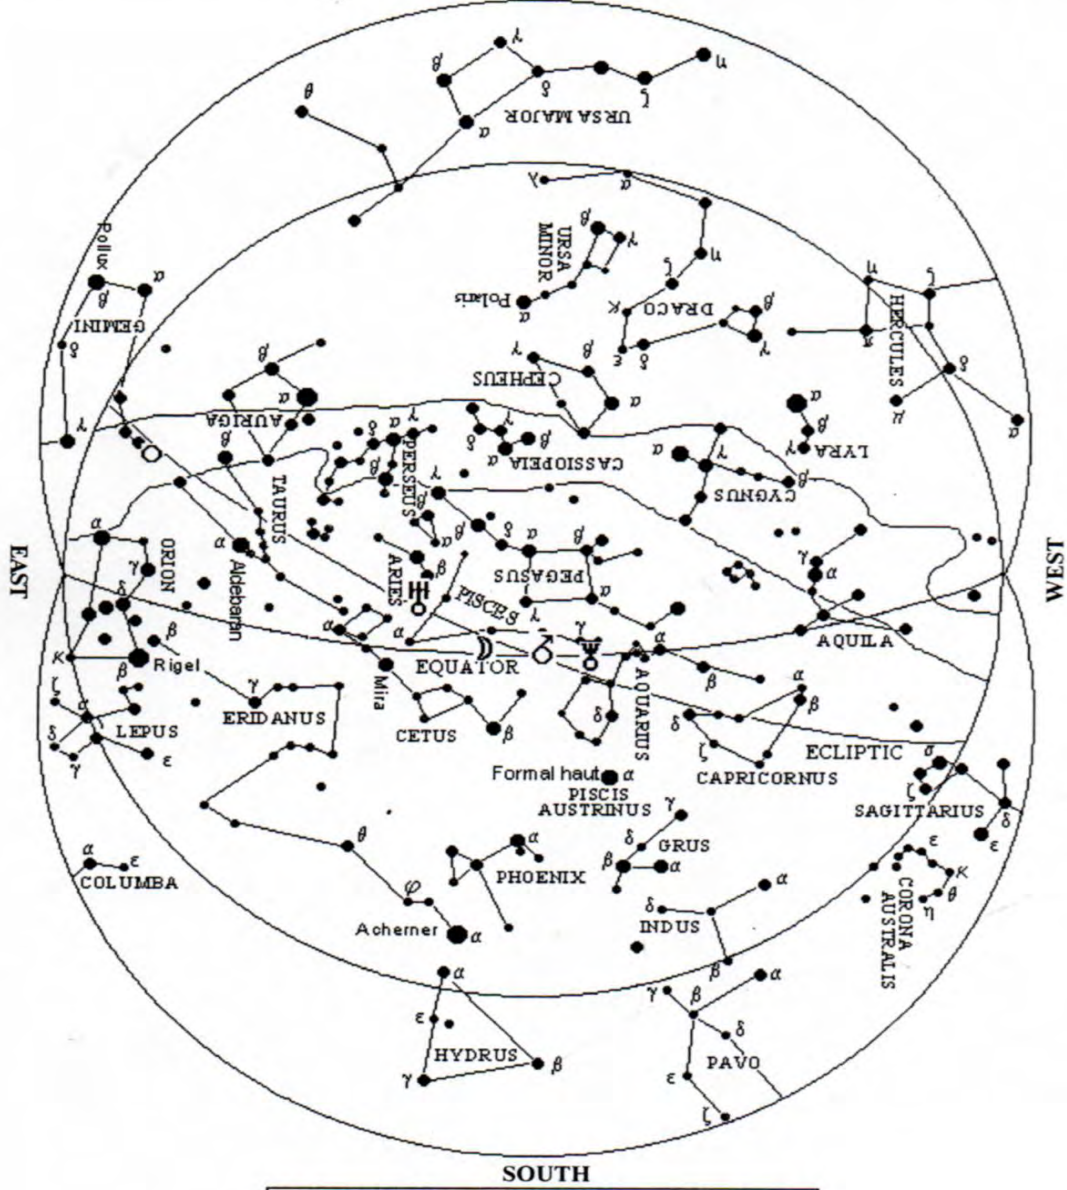 URSA MAJOR
Pollux
GEMINI
URSA
MINOR
Polaris
DRACO
HERCULES
CEPHEUS
AURIGA
PERSEUS
CASSIOPEIA
LYRA
CYGNUS
TAURUS
EAST
WEST
ORION
Aldebaran
ARIES
PEGASUS
PISCES
AQUILA
Rigel
EQUATOR
Mira
AQUARIUS
LEPUS
ERIDANUS
CETUS
ECLIPTIC
CAPRICORNUS
Formal haut
PISCIS
AUSTRINUS
SAGITTARIUS
GRUS
PHOENIX
COLUMBA
CORONA
AUSTRALIS
INDUS
Acherner
HYDRUS
PAVO
SOUTH